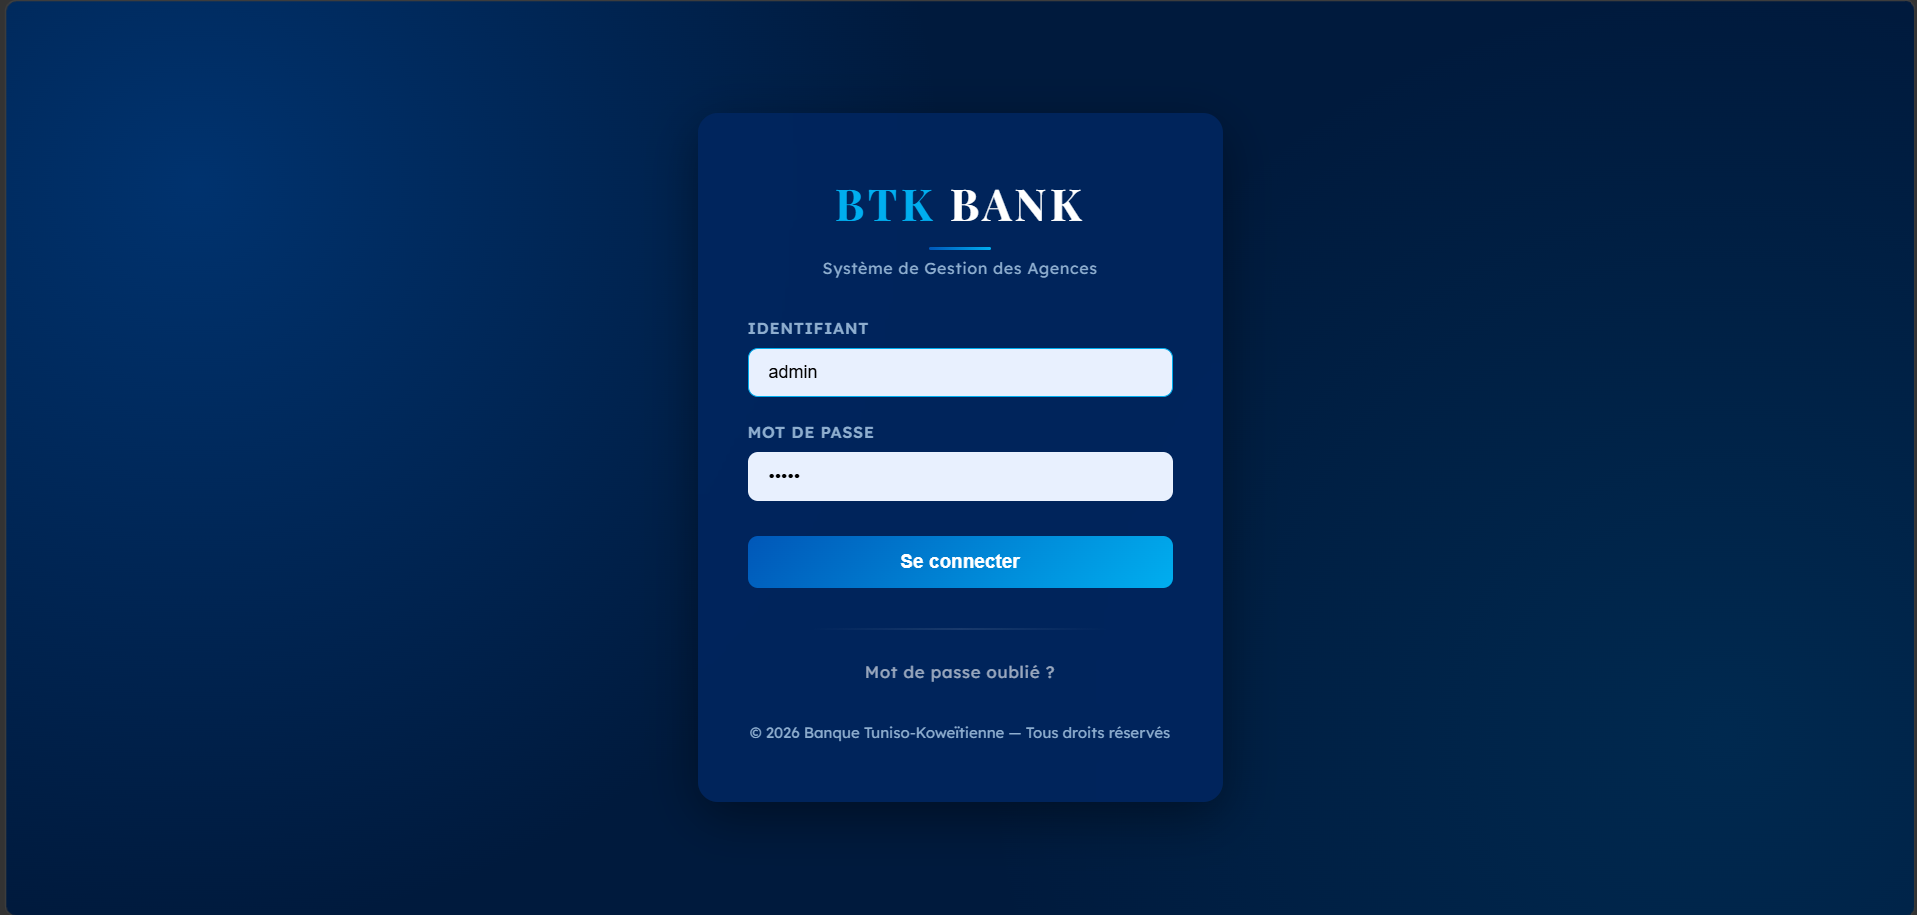 BTK BANK
Système de Gestion des Agences
IDENTIFIANT
admin
MOT DE PASSE
•••••
Se connecter
Mot de passe oublié ?
© 2026 Banque Tuniso-Koweïtienne — Tous droits réservés